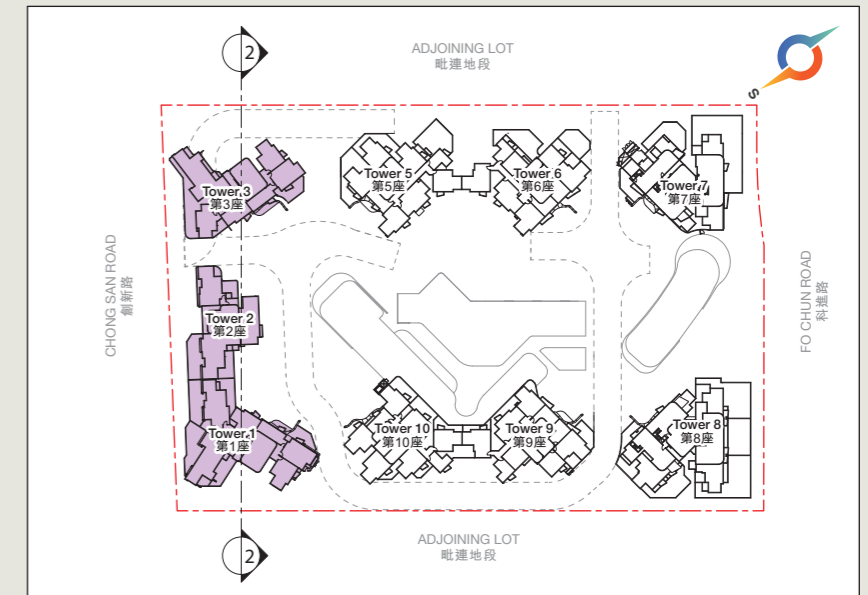 2
ADJOINING LOT
毗連地段
S
Tower 3
第3座
Tower 5
第5座
Tower 6
第6座
Tower 7
第7座
CHONG SAN ROAD
創新路
FO CHUN ROAD
科進路
Tower 2
第2座
Tower 1
第1座
Tower 10
第10座
Tower 9
第9座
Tower 8
第8座
ADJOINING LOT
毗連地段
2